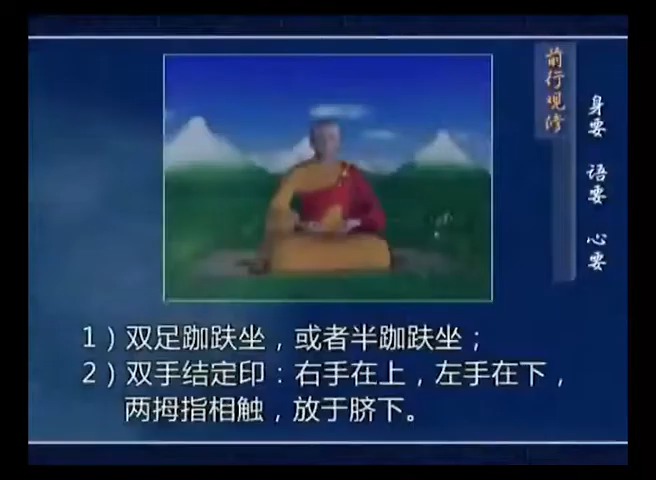 前行观修
身要 语要 心要
1）双足跏趺坐，或者半跏趺坐；
2）双手结定印：右手在上，左手在下，
两拇指相触，放于脐下。